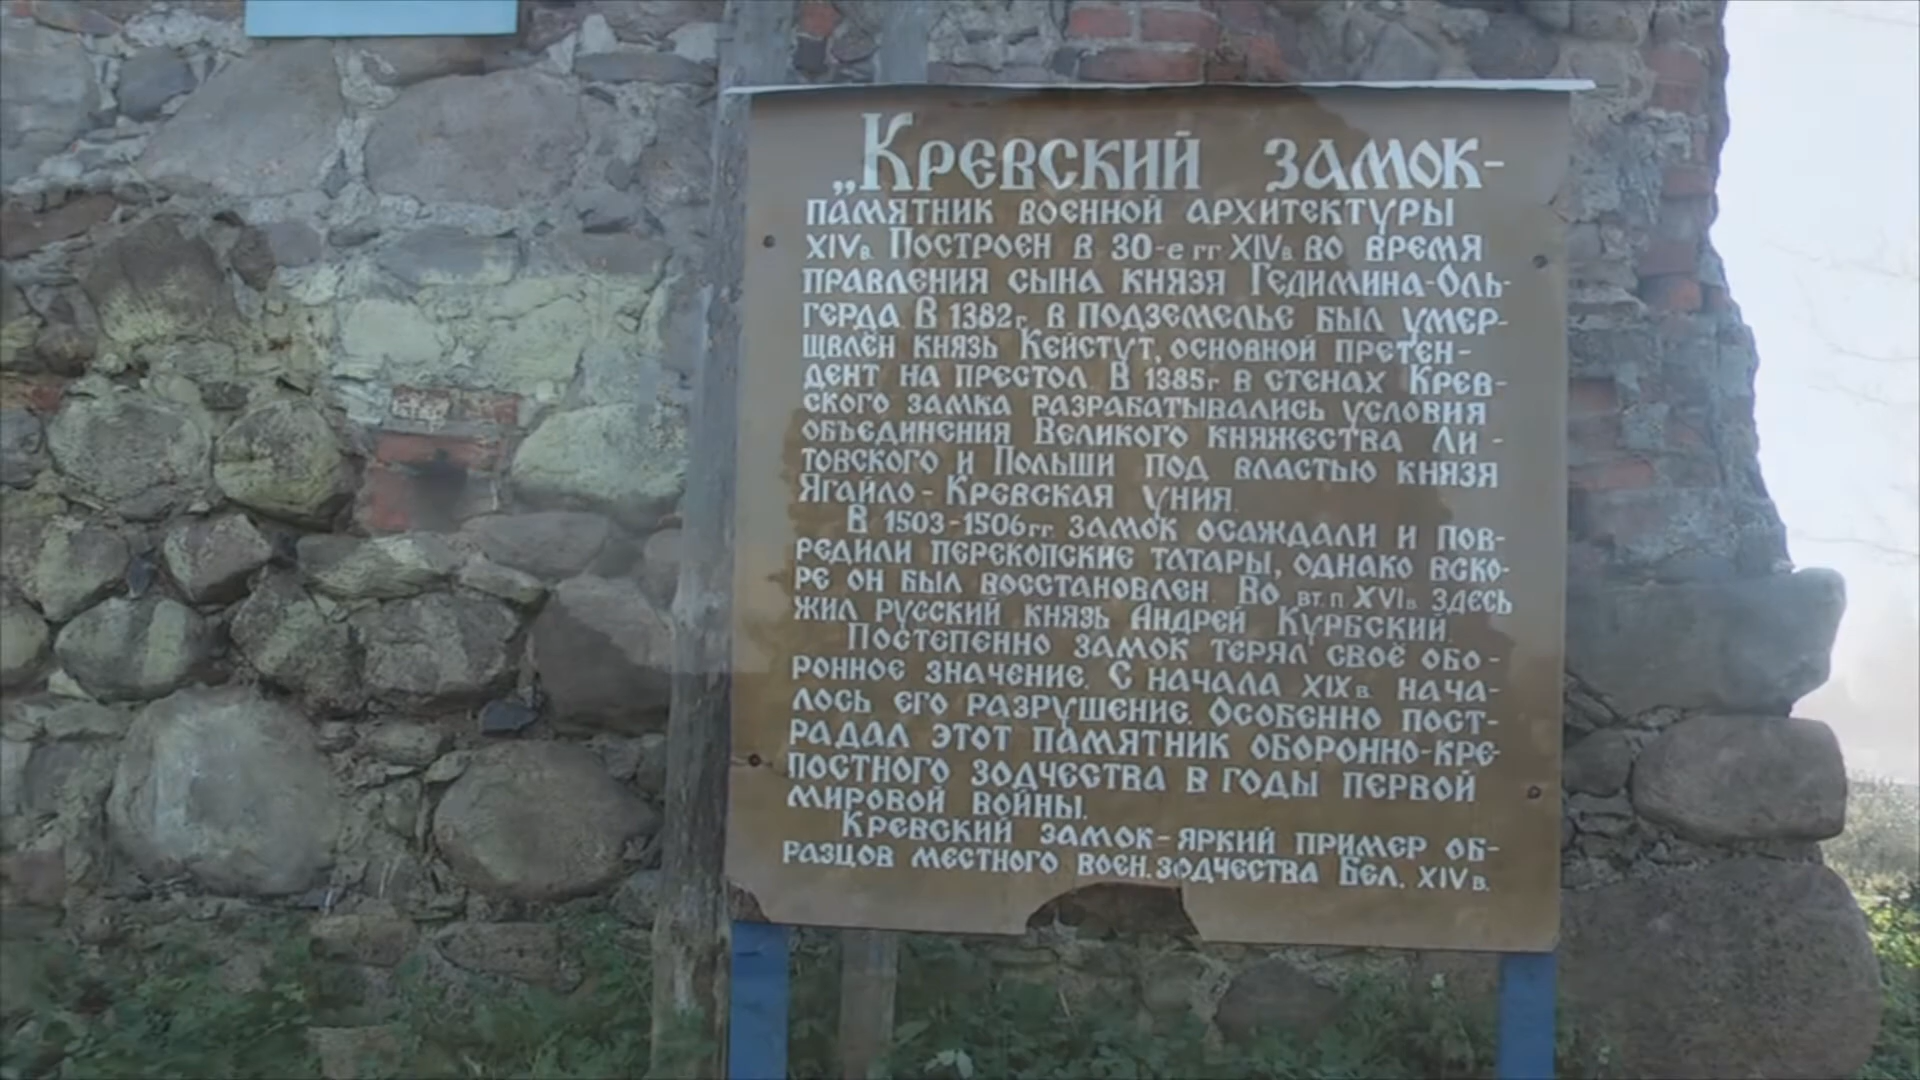 „Кревский замок-
памятник военной архитектуры
XIVв. Построен в 30-е гг XIVв во время
правления сына князя Гедимина-Оль-
герда. В 1382г. в подземелье был умер-
щвлён князь Кейстут, основной претен-
дент на престол. В 1385г в стенах Крев-
ского замка разрабатывались условия
объединения Великого княжества Ли-
товского и Польши под властью князя
Ягайло - Кревская уния.
В 1503-1506гг. замок осаждали и пов-
редили перекопские татары, однако вско-
ре он был восстановлен. Во вт. п XVIв. здесь
жил русский князь Андрей Курбский.
Постепенно замок терял своё обо-
ронное значение. С начала XIXв. нача-
лось его разрушение. Особенно пост-
радал этот памятник оборонно-кре-
постного зодчества в годы первой
мировой войны.
Кревский замок-яркий пример об-
разцов местного воен. зодчества Бел. XIVв.